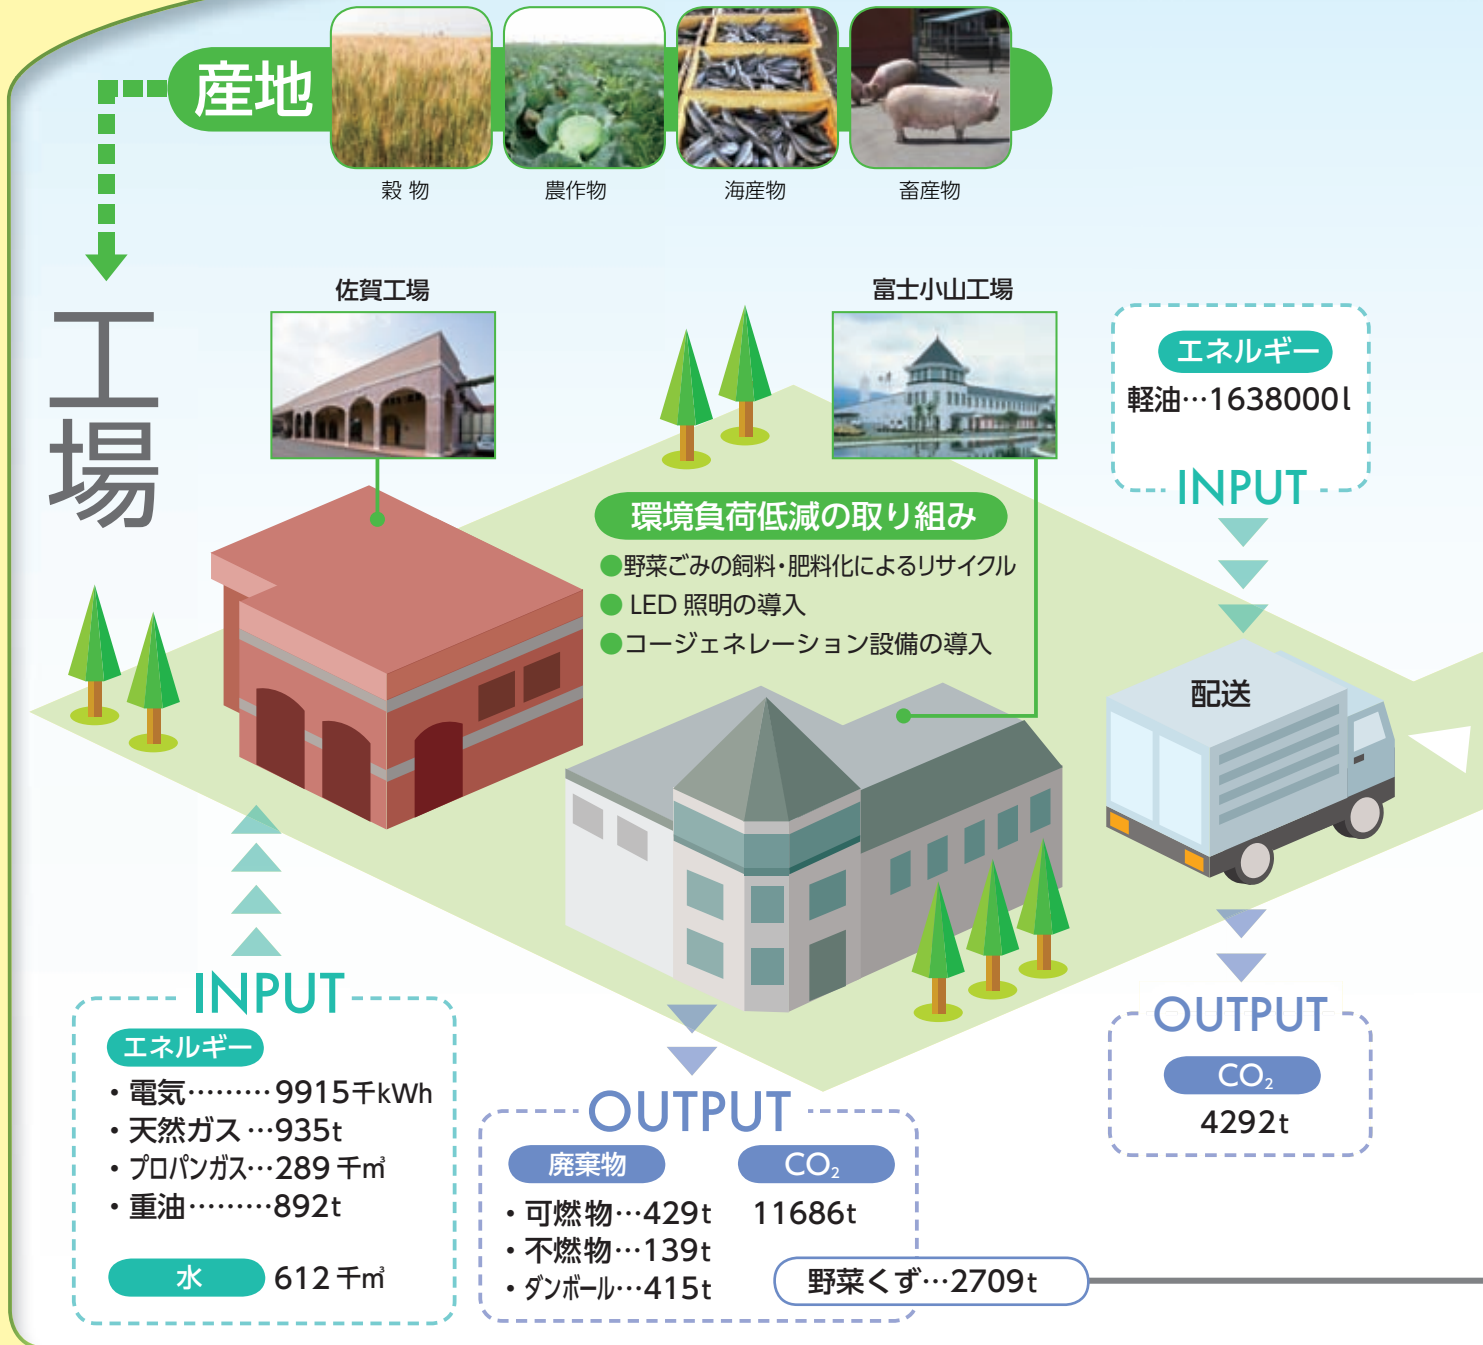 産地
穀 物
農作物
海産物
畜産物
工場
佐賀工場
富士小山工場
環境負荷低減の取り組み
●野菜ごみの飼料・肥料化によるリサイクル
● LED 照明の導入
●コージェネレーション設備の導入
エネルギー
軽油…1638000l
INPUT
配送
OUTPUT
CO₂
4292t
INPUT
エネルギー
・電気………9915千kWh
・天然ガス…935t
・プロパンガス…289 千㎥
・重油………892t
水 612 千㎥
OUTPUT
廃棄物
・可燃物…429t
・不燃物…139t
・ダンボール…415t
CO₂
11686t
野菜くず…2709t